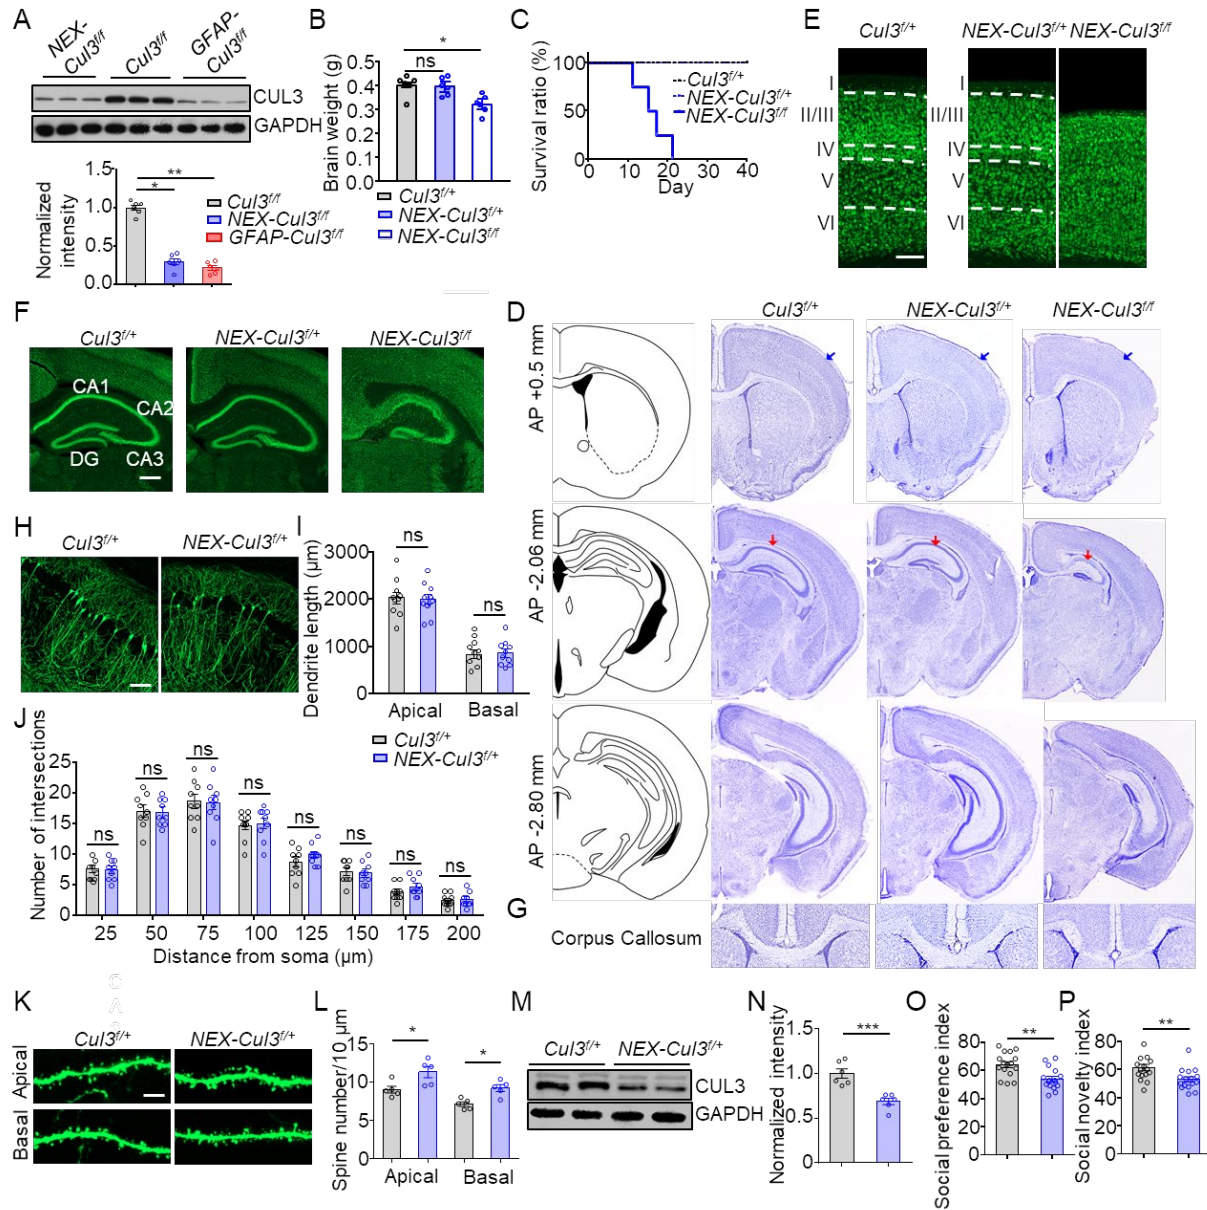 A
NEX-
Cul3f/f
Cul3f/f
GFAP-
Cul3f/f
CUL3
GAPDH
Normalized
intensity
1.5
1.0
0.5
0.0
*
**
Cul3f/f
NEX-Cul3f/f
GFAP-Cul3f/f
B
Brain weight (g)
0.5
0.4
0.3
0.2
0.1
0.0
ns
*
Cul3f/+
NEX-Cul3f/+
NEX-Cul3f/f
C
Survival ratio (%)
100
50
0
0 10 20 30 40
Day
Cul3f/+
NEX-Cul3f/+
NEX-Cul3f/f
E
Cul3f/+ NEX-Cul3f/+ NEX-Cul3f/f
I
II/III
IV
V
VI
I
II/III
IV
V
VI
F
Cul3f/+ NEX-Cul3f/+ NEX-Cul3f/f
CA1
CA2
CA3
DG
D
Cul3f/+ NEX-Cul3f/+ NEX-Cul3f/f
AP +0.5 mm
AP -2.06 mm
AP -2.80 mm
G
Corpus Callosum
H
Cul3f/+ NEX-Cul3f/+
I
Dendrite length (µm)
3000
2000
1000
0
ns
ns
Apical Basal
Cul3f/+
NEX-Cul3f/+
J
Number of intersections
25
20
15
10
5
0
ns ns ns ns ns ns ns ns
25 50 75 100 125 150 175 200
Distance from soma (µm)
C
A
K
Cul3f/+ NEX-Cul3f/+
Apical
Basal
L
Spine number/10 µm
15
10
5
0
*
*
Apical Basal
M
Cul3f/+ NEX-Cul3f/+
CUL3
GAPDH
N
Normalized intensity
1.5
1.0
0.5
0
***
O
Social preference index
80
60
40
20
0
**
P
Social novelty index
80
60
40
20
0
**